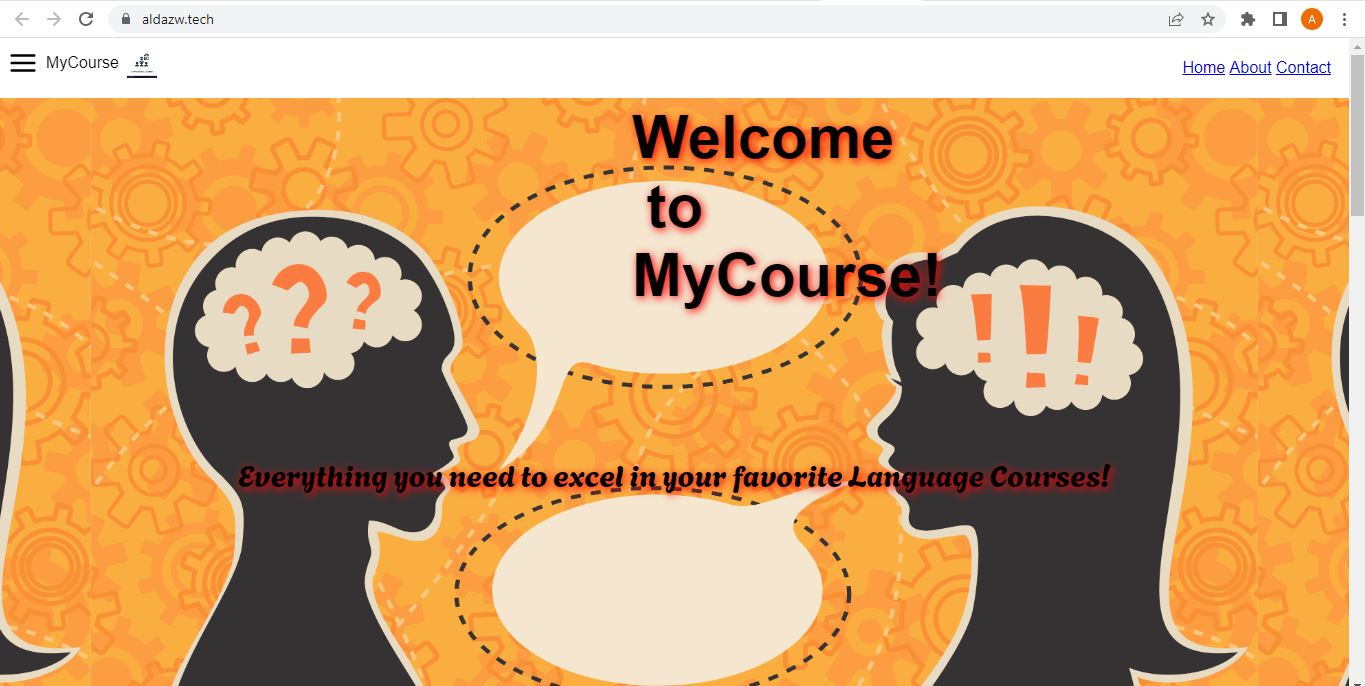 aldazw.tech
A
MyCourse
Home About Contact
Welcome
to
MyCourse!
? ? ?
! ! !
Everything you need to excel in your favorite Language Courses!